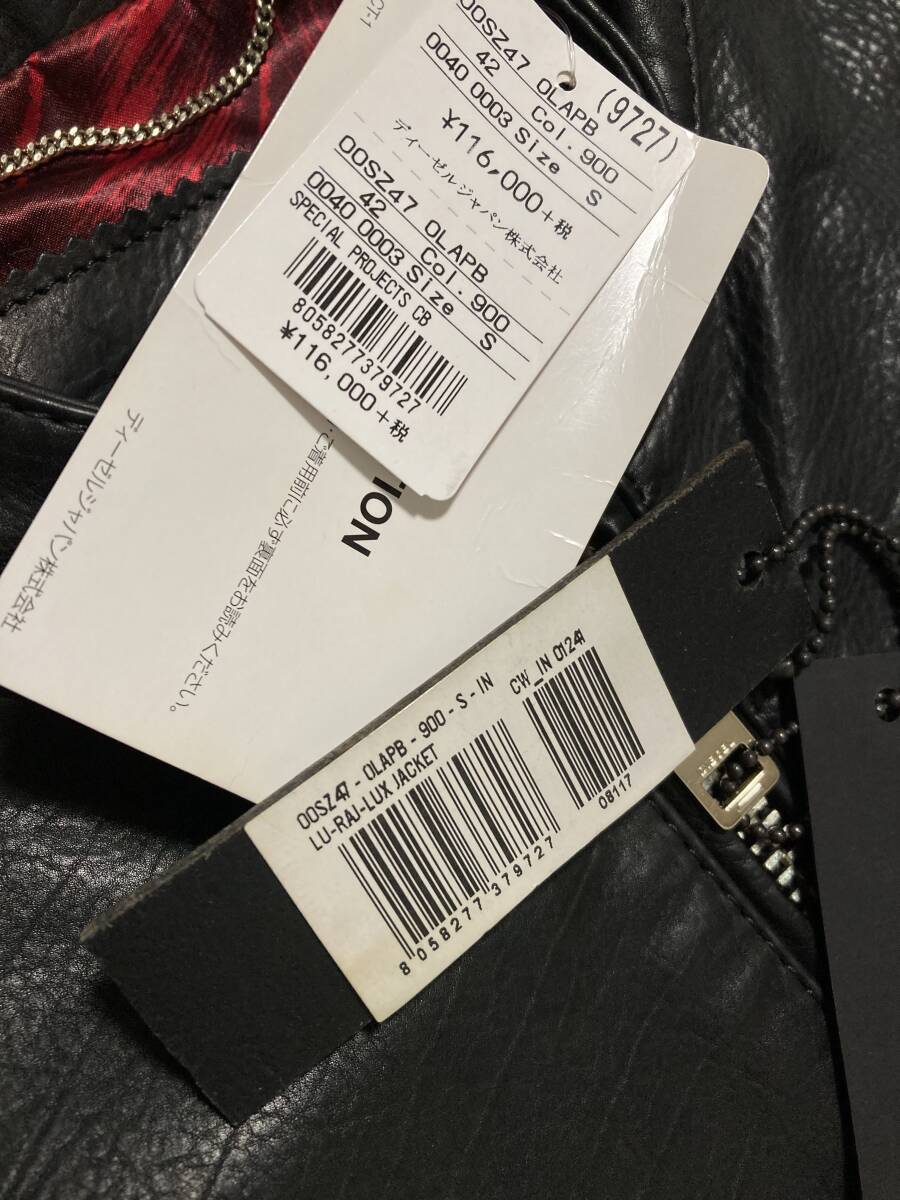 (9727)
00SZ47 0LAPB
42 Col. 900
0040 0003 Size S
¥116,000+税
ディーゼルジャパン株式会社
00SZ47 0LAPB
42 Col. 900
0040 0003 Size S
SPECIAL PROJECTS CB
8058277379727
¥116,000+税
CT-1
TION
ご着用前に必ず裏面をお読みください。
ディーゼルジャパン株式会社
00SZ47 - 0LAPB - 900 - S - IN
LU-RAJ-LUX JACKET
CW_IN 01241
8 058277 379727
08117